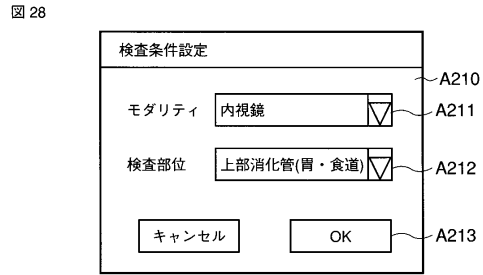 図 28
検査条件設定
A210
モダリティ 内視鏡 A211
検査部位 上部消化管(胃・食道) A212
キャンセル OK A213